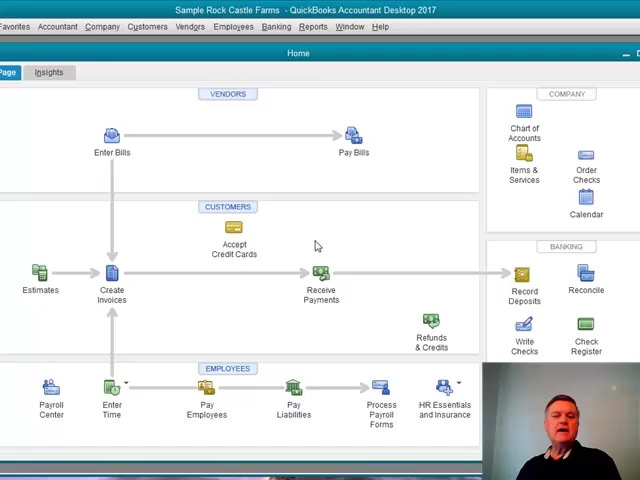 Sample Rock Castle Farms - QuickBooks Accountant Desktop 2017
Favorites Accountant Company Customers Vendors Employees Banking Reports Window Help
Home
Page Insights
VENDORS
Enter Bills
Pay Bills
CUSTOMERS
Accept
Credit Cards
Estimates
Create
Invoices
Receive
Payments
Refunds
& Credits
EMPLOYEES
Payroll
Center
Enter
Time
Pay
Employees
Pay
Liabilities
Process
Payroll
Forms
HR Essentials
and Insurance
COMPANY
Chart of
Accounts
Items &
Services
Order
Checks
Calendar
BANKING
Record
Deposits
Reconcile
Write
Checks
Check
Register